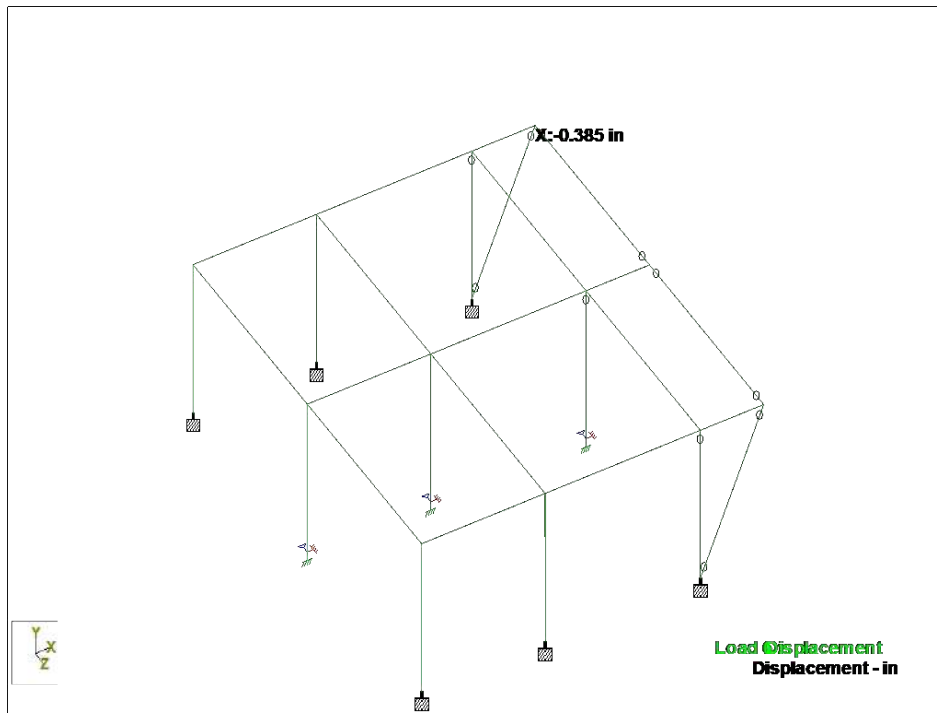 X:-0.385 in
Y
X
Z
Load Displacement
Displacement - in